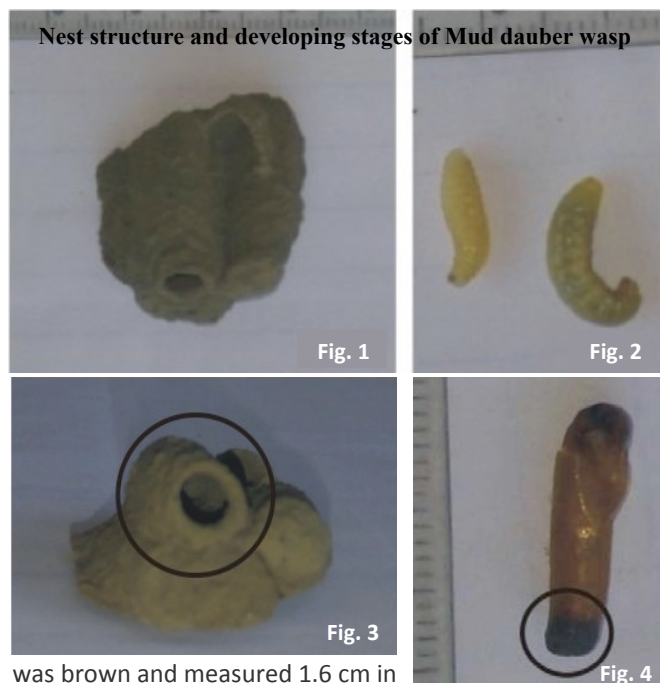 Nest structure and developing stages of Mud dauber wasp
Fig. 1
Fig. 2
Fig. 3
Fig. 4
was brown and measured 1.6 cm in